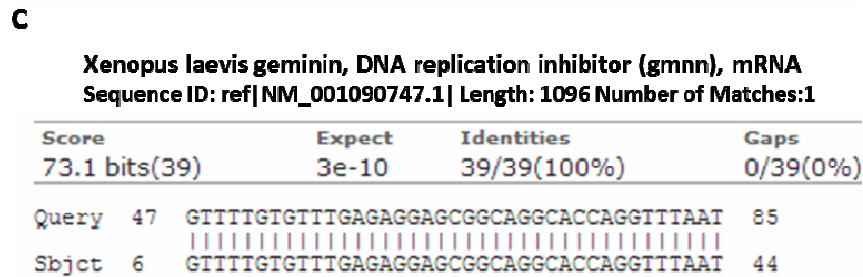 C
Xenopus laevis geminin, DNA replication inhibitor (gmnn), mRNA
Sequence ID: ref|NM_001090747.1| Length: 1096 Number of Matches:1
Score Expect Identities Gaps
73.1 bits(39) 3e-10 39/39(100%) 0/39(0%)
Query 47 GTTTTGTGTTTGAGAGGAGCGGCAGGCACCAGGTTTAAT 85
|||||||||||||||||||||||||||||||||||||||
Sbjct 6 GTTTTGTGTTTGAGAGGAGCGGCAGGCACCAGGTTTAAT 44